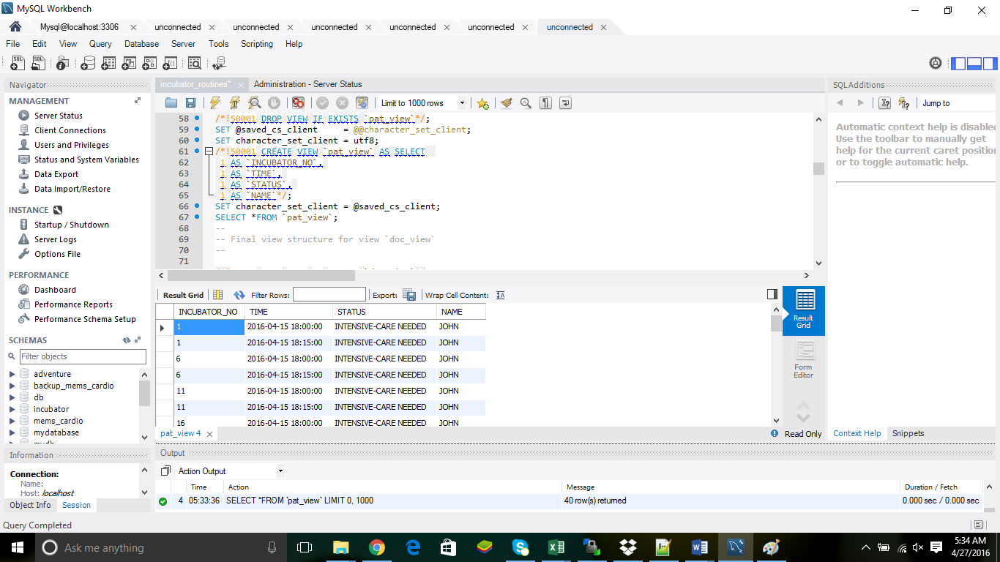 MySQL Workbench
Mysql@localhost:3306
unconnected
unconnected
unconnected
unconnected
unconnected
unconnected
File Edit View Query Database Server Tools Scripting Help
Navigator
MANAGEMENT
Server Status
Client Connections
Users and Privileges
Status and System Variables
Data Export
Data Import/Restore
INSTANCE
Startup / Shutdown
Server Logs
Options File
PERFORMANCE
Dashboard
Performance Reports
Performance Schema Setup
SCHEMAS
Filter objects
adventure
backup_mems_cardio
db
incubator
mems_cardio
mydatabase
mydb
Information
Connection:
Name:
Host: localhost
Object Info Session
incubator_routines*
Administration - Server Status
Limit to 1000 rows
58 /*!50001 DROP VIEW IF EXISTS `pat_view`*/;
59 SET @saved_cs_client     = @@character_set_client;
60 SET character_set_client = utf8;
61 /*!50001 CREATE VIEW `pat_view` AS SELECT
62  1 AS `INCUBATOR_NO`,
63  1 AS `TIME`,
64  1 AS `STATUS`,
65  1 AS `NAME`*/;
66 SET character_set_client = @saved_cs_client;
67 SELECT *FROM `pat_view`;
68 --
69 -- Final view structure for view `doc_view`
70 --
71
Result Grid Filter Rows: Export: Wrap Cell Content:
INCUBATOR_NO TIME STATUS NAME
1 2016-04-15 18:00:00 INTENSIVE-CARE NEEDED JOHN
1 2016-04-15 18:15:00 INTENSIVE-CARE NEEDED JOHN
6 2016-04-15 18:00:00 INTENSIVE-CARE NEEDED JOHN
6 2016-04-15 18:15:00 INTENSIVE-CARE NEEDED JOHN
11 2016-04-15 18:00:00 INTENSIVE-CARE NEEDED JOHN
11 2016-04-15 18:15:00 INTENSIVE-CARE NEEDED JOHN
16 2016-04-15 18:00:00 INTENSIVE-CARE NEEDED JOHN
Result
Grid
Form
Editor
pat_view 4
Read Only
SQLAdditions
Jump to
Automatic context help is disable
Use the toolbar to manually get
help for the current caret position
or to toggle automatic help.
Context Help Snippets
Output
Action Output
Time Action Message Duration / Fetch
4 05:33:36 SELECT *FROM `pat_view` LIMIT 0, 1000 40 row(s) returned 0.000 sec / 0.000 sec
Query Completed
Ask me anything
5:34 AM
4/27/2016